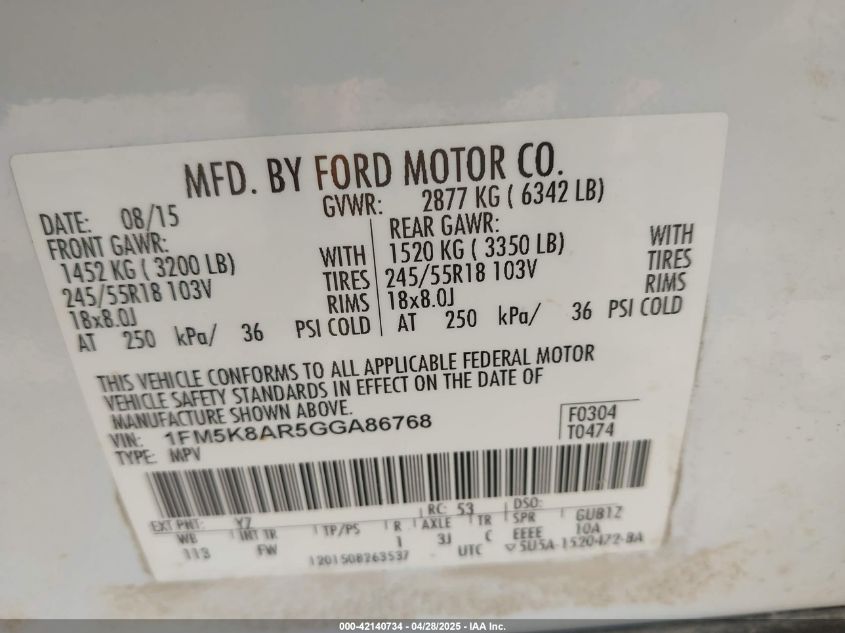 MFD. BY FORD MOTOR CO.
DATE: 08/15 GVWR: 2877 KG ( 6342 LB)
FRONT GAWR: REAR GAWR:
1452 KG ( 3200 LB) WITH 1520 KG ( 3350 LB) WITH
245/55R18 103V TIRES 245/55R18 103V TIRES
18x8.0J RIMS 18x8.0J RIMS
AT 250 kPa/ 36 PSI COLD AT 250 kPa/ 36 PSI COLD
THIS VEHICLE CONFORMS TO ALL APPLICABLE FEDERAL MOTOR
VEHICLE SAFETY STANDARDS IN EFFECT ON THE DATE OF
MANUFACTURE SHOWN ABOVE.
VIN: 1FM5K8AR5GGA86768 F0304
TYPE: MPV T0474
EXT PNT: YZ RC: 53 DSO:
WB INT TR TP/PS R AXLE TR SPR GUB1Z
113 FW 1 3J C EEEE 10A
1201508263537 UTC SU5A-1520472-BA
000-42140734 - 04/28/2025 - IAA Inc.